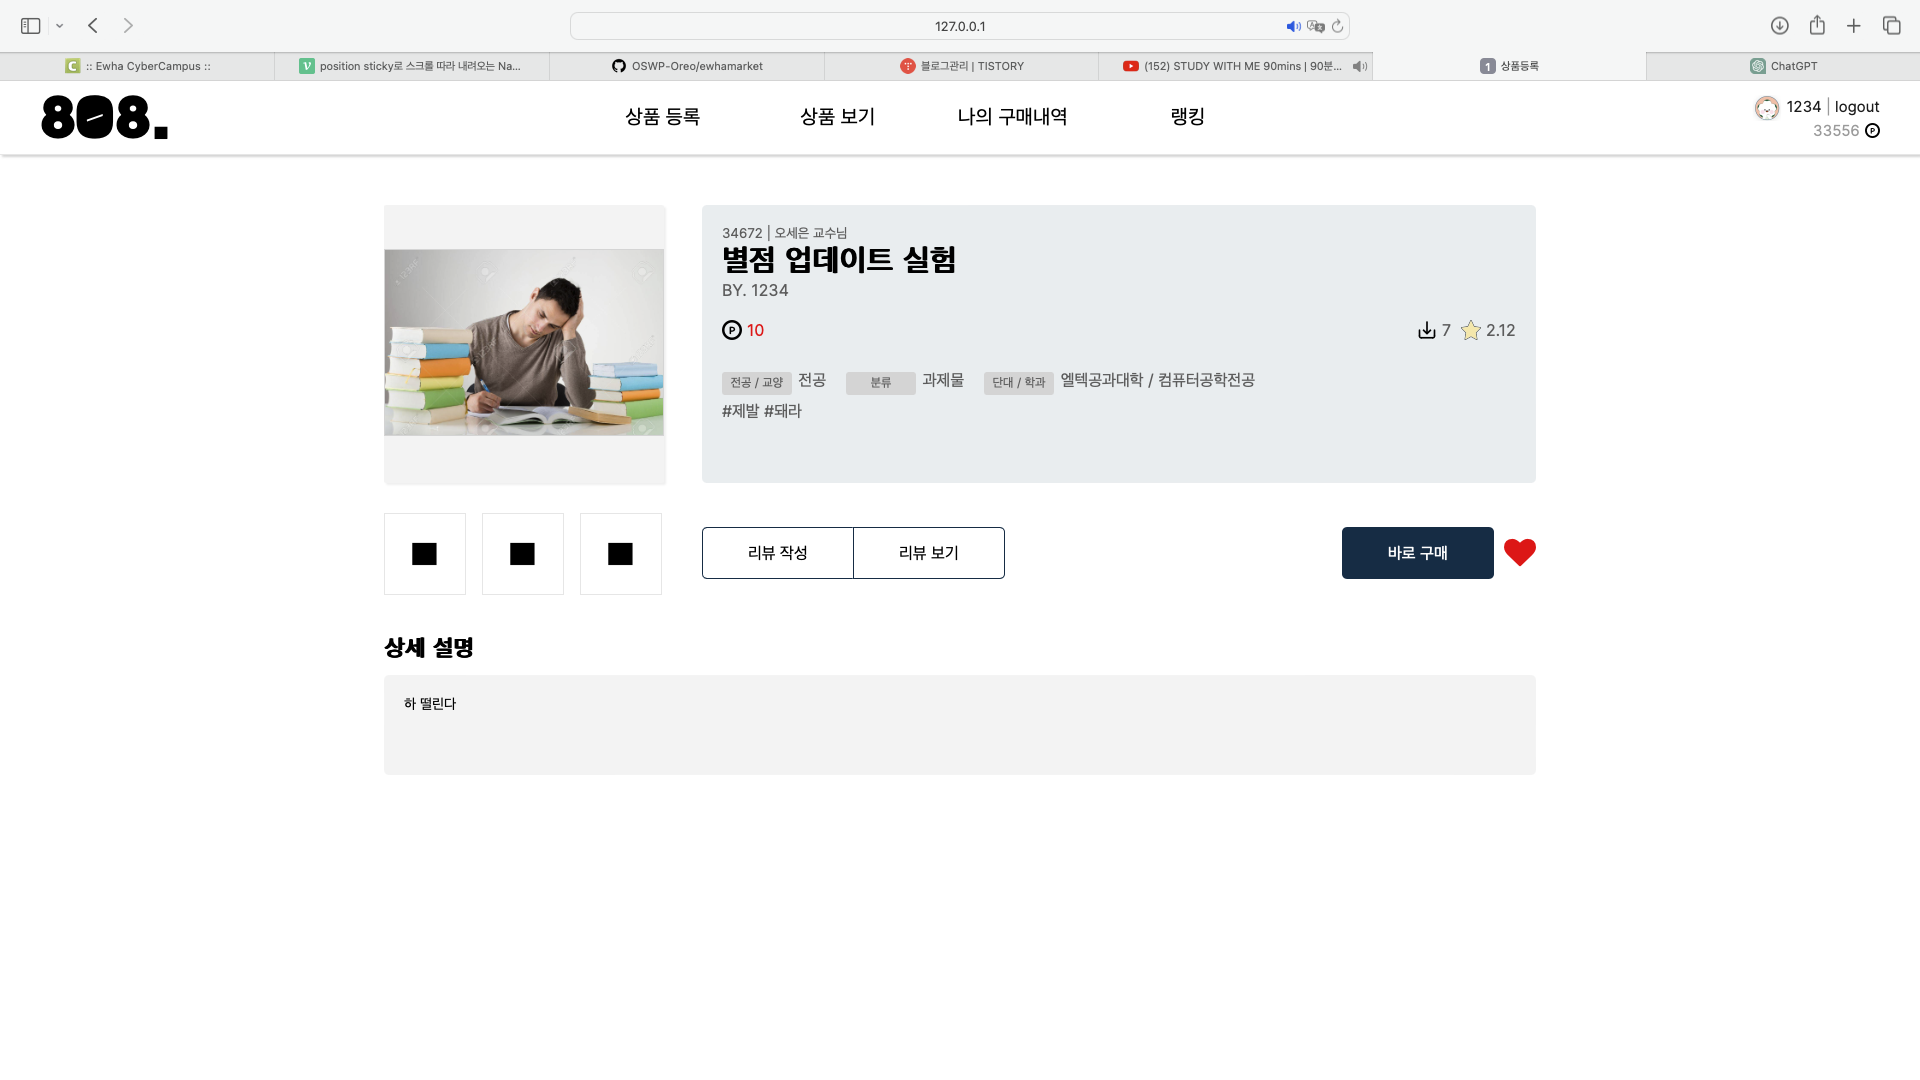 127.0.0.1
:: Ewha CyberCampus ::
position sticky로 스크롤 따라 내려오는 Na...
OSWP-Oreo/ewhamarket
블로그관리 | TISTORY
(152) STUDY WITH ME 90mins | 90분...
1 상품등록
ChatGPT
808.
상품 등록
상품 보기
나의 구매내역
랭킹
1234 | logout
33556 P
34672 | 오세은 교수님
별점 업데이트 실험
BY. 1234
P 10
7 2.12
전공 / 교양 전공 분류 과제물 단대 / 학과 엘텍공과대학 / 컴퓨터공학전공
#제발 #돼라
리뷰 작성
리뷰 보기
바로 구매
상세 설명
하 떨린다